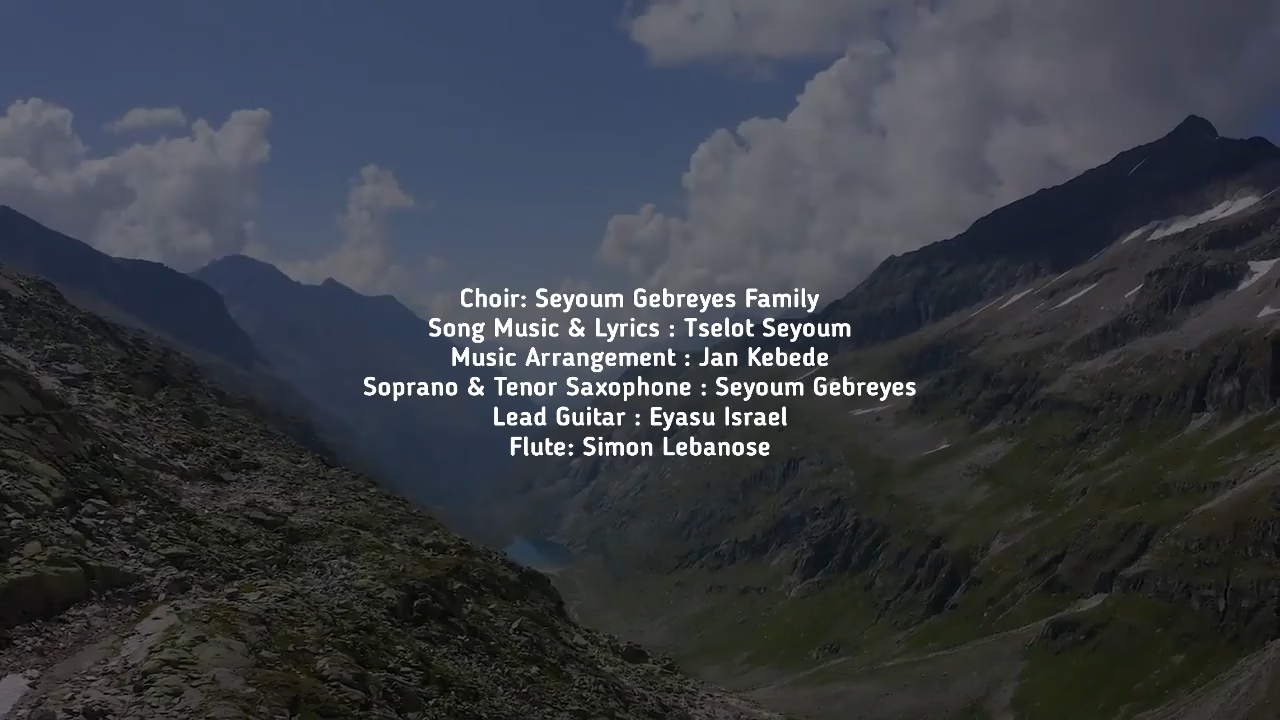 Choir: Seyoum Gebreyes Family
Song Music & Lyrics : Tselot Seyoum
Music Arrangement : Jan Kebede
Soprano & Tenor Saxophone : Seyoum Gebreyes
Lead Guitar : Eyasu Israel
Flute: Simon Lebanose